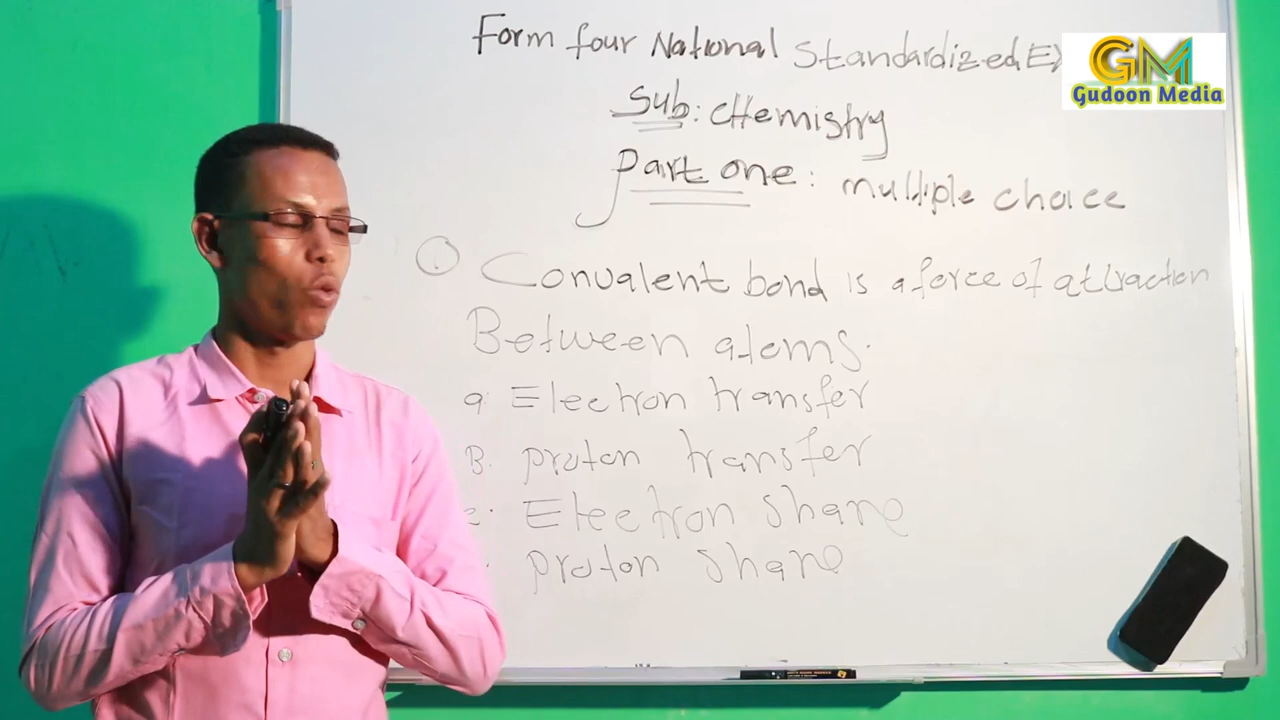 Form four National Standardized Ex
GM
Gudoon Media
Sub: CHemistry
Part one: multiple choice
1 Convalent bond is a force of attraction
Between atoms.
a. Electron transfer
B. proton transfer
c. Electron share
proton share